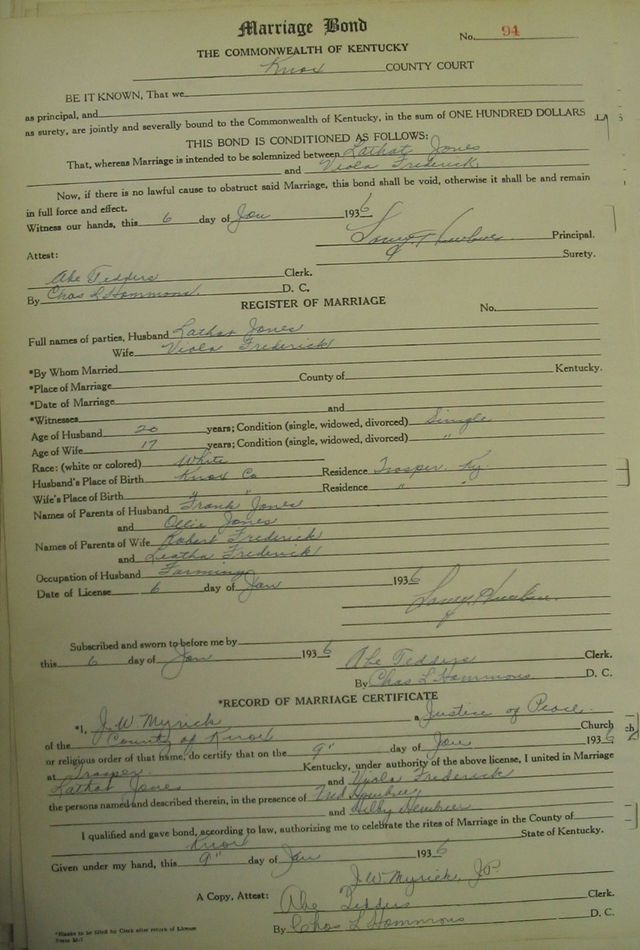 Marriage Bond
No. 94
THE COMMONWEALTH OF KENTUCKY
Knox COUNTY COURT
BE IT KNOWN, That we
as principal, and
as surety, are jointly and severally bound to the Commonwealth of Kentucky, in the sum of ONE HUNDRED DOLLARS
THIS BOND IS CONDITIONED AS FOLLOWS:
That, whereas Marriage is intended to be solemnized between Lathat Jones
and Viola Frederick
Now, if there is no lawful cause to obstruct said Marriage, this bond shall be void, otherwise it shall be and remain
in full force and effect.
Witness our hands, this 6 day of Jan 1936
Principal.
Surety.
Attest:
Abe Tedders Clerk.
By Chas L Hammons. D. C.
REGISTER OF MARRIAGE
No.
Full names of parties, Husband Lathat Jones
Wife Viola Frederick
*By Whom Married
*Place of Marriage County of Kentucky.
*Date of Marriage
*Witnesses and
Age of Husband 20 years; Condition (single, widowed, divorced) Single
Age of Wife 17 years; Condition (single, widowed, divorced) "
Race: (white or colored) White
Husband's Place of Birth Knox Co Residence Trosper, Ky.
Wife's Place of Birth " " Residence " "
Names of Parents of Husband Frank Jones
and Ollie Jones
Names of Parents of Wife Robert Frederick
and Leatha Frederick
Occupation of Husband Farming
Date of License 6 day of Jan 1936
Subscribed and sworn to before me by
this 6 day of Jan 1936
Abe Tedders Clerk.
By Chas L Hammons D. C.
*RECORD OF MARRIAGE CERTIFICATE
*I, J.W. Myrick a Justice of Peace.
of the County of Knox Church
or religious order of that name, do certify that on the 9" day of Jan 1936
at Trosper. Kentucky, under authority of the above license, I united in Marriage
Lathat Jones and Viola Frederick
the persons named and described therein, in the presence of
and
I qualified and gave bond, according to law, authorizing me to celebrate the rites of Marriage in the County of
Knox State of Kentucky.
Given under my hand, this 9" day of Jan 1936
J.W. Myrick, JP
A Copy, Attest: Abe Tedders Clerk.
By Chas L Hammons D. C.
*Blanks to be filled by Clerk after return of License